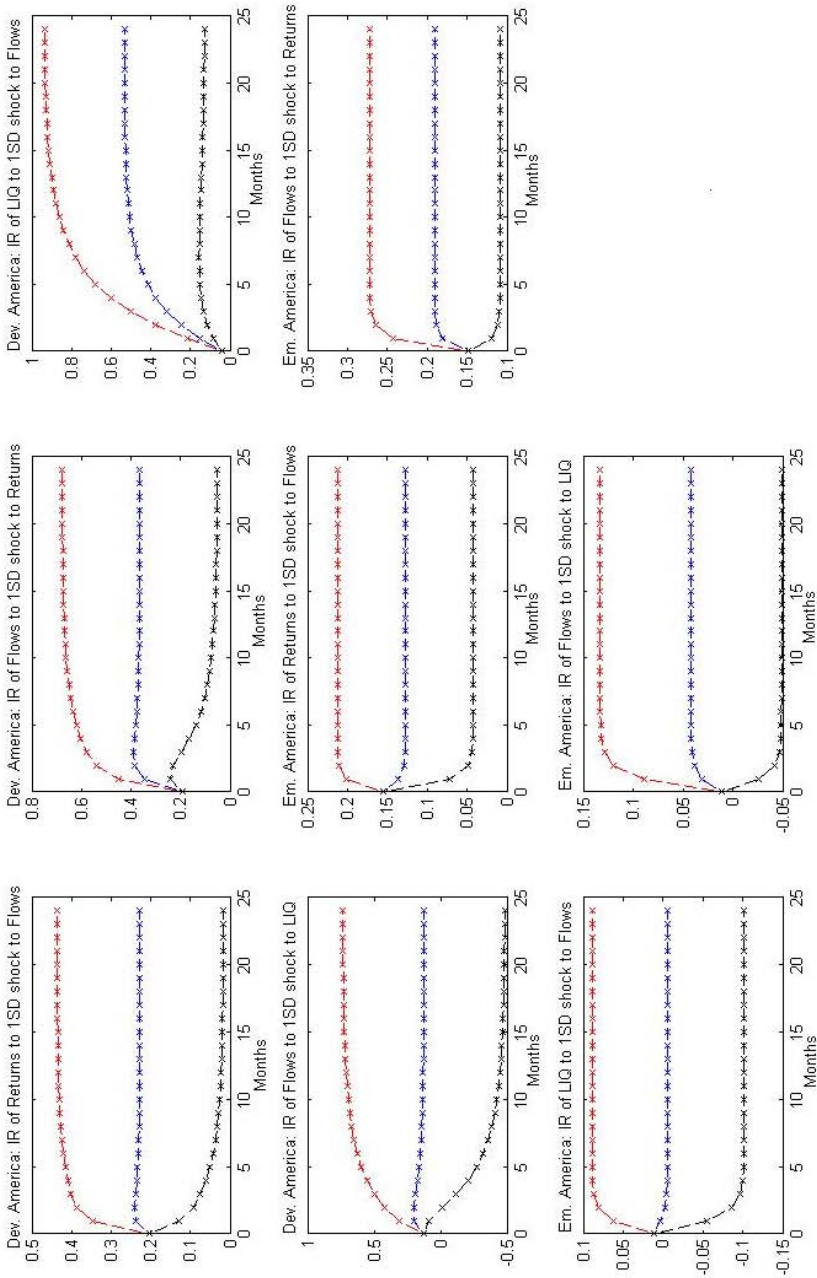 Dev. America: IR of Returns to 1SD shock to Flows
0.5
0.4
0.3
0.2
0.1
0
0 5 10 15 20 25
Months
Dev. America: IR of Flows to 1SD shock to Returns
0.8
0.6
0.4
0.2
0
0 5 10 15 20 25
Months
Dev. America: IR of LIQ to 1SD shock to Flows
1
0.8
0.6
0.4
0.2
0 5 10 15 20 25
Months
Dev. America: IR of Flows to 1SD shock to LIQ
1
0.5
0
-0.5
0 5 10 15 20 25
Months
Em. America: IR of Returns to 1SD shock to Flows
0.25
0.2
0.15
0.1
0.05
0
0 5 10 15 20 25
Months
Em. America: IR of Flows to 1SD shock to Returns
0.35
0.3
0.25
0.2
0.15
0.1
0 5 10 15 20 25
Months
Em. America: IR of LIQ to 1SD shock to Flows
0.1
0.05
0
-0.05
-0.1
-0.15
0 5 10 15 20 25
Months
Em. America: IR of Flows to 1SD shock to LIQ
0.15
0.1
0.05
0
-0.05
0 5 10 15 20 25
Months